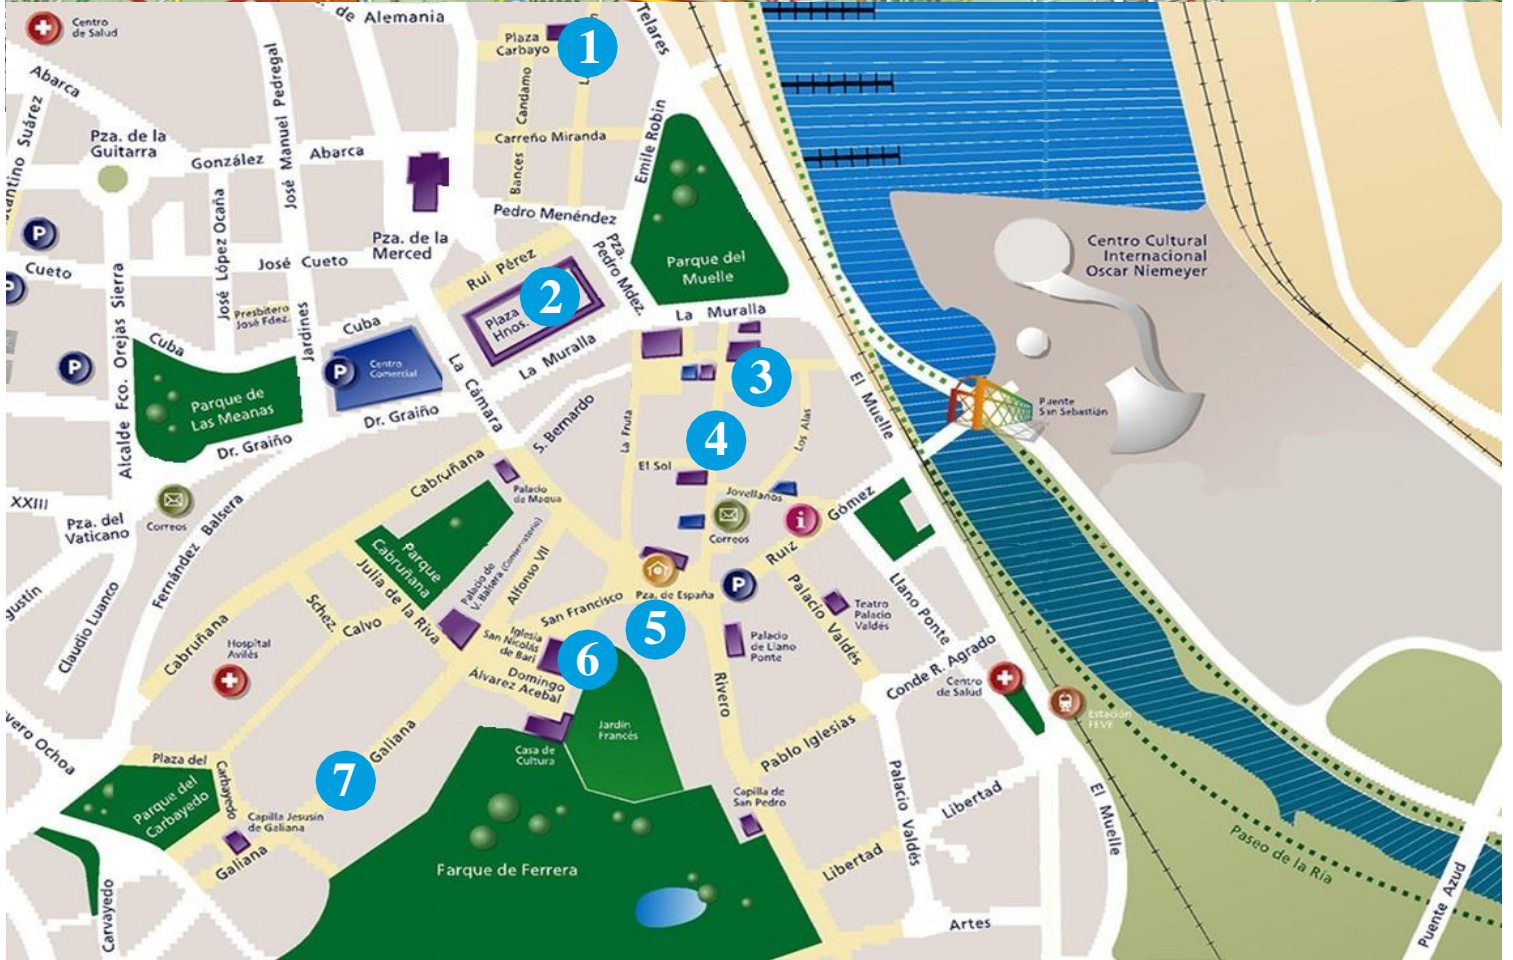 Centro
de Salud
de Alemania
Plaza
Carbayo
1
Telares
Abarca
José Manuel Pedregal
Candamo
Emile Robin
Pza. de la
Guitarra
González
Abarca
Carreño Miranda
Bances
José López Ocaña
Pedro Menéndez
Pza. de la
Merced
Pza.
Pedro Mdez.
Parque del
Muelle
Centro Cultural
Internacional
Oscar Niemeyer
P
Cueto
José Cueto
Rui Pérez
2
Plaza
Hnos.
La Muralla
La Muralla
P
Alcalde Fco. Orejas Sierra
Presbitero
José Fdez.
Jardines
Cuba
Cuba
Centro
Comercial
P
P
La Cámara
3
El Muelle
Puente
San Sebastián
Parque de
Las Meanas
Dr. Graiño
Dr. Graiño
S. Bernardo
La Fruta
4
Los Alas
El Sol
XXIII
Pza. del
Vaticano
Correos
Fernández Balsera
Cabruñana
Palacio
de Maqua
Jovellanos
Correos
i
Gómez
Ruiz
Parque
Cabruñana
Palacio de
V. Balsera (Conservatorio)
Alfonso VII
Julia de la Riva
Schez.
Calvo
San Francisco
Pza. de España
P
Claudio Luanco
Cabruñana
Hospital
Avilés
Iglesia
San Nicolás
de Bari
6
5
Domingo
Álvarez Acebal
Palacio
de Llano
Ponte
Palacio Valdés
Teatro
Palacio
Valdés
Llano Ponte
Conde R. Agrado
Centro
de Salud
Estación
FEVE
Rivero
Casa de
Cultura
Jardín
Francés
Pablo Iglesias
Plaza del
Carbayedo
Parque del
Carbayedo
7
Galiana
Capilla Jesusín
de Galiana
Galiana
Carvayedo
Capilla de
San Pedro
Parque de Ferrera
Palacio Valdés
Libertad
Libertad
El Muelle
Paseo de la Ría
Artes
Puente Azud